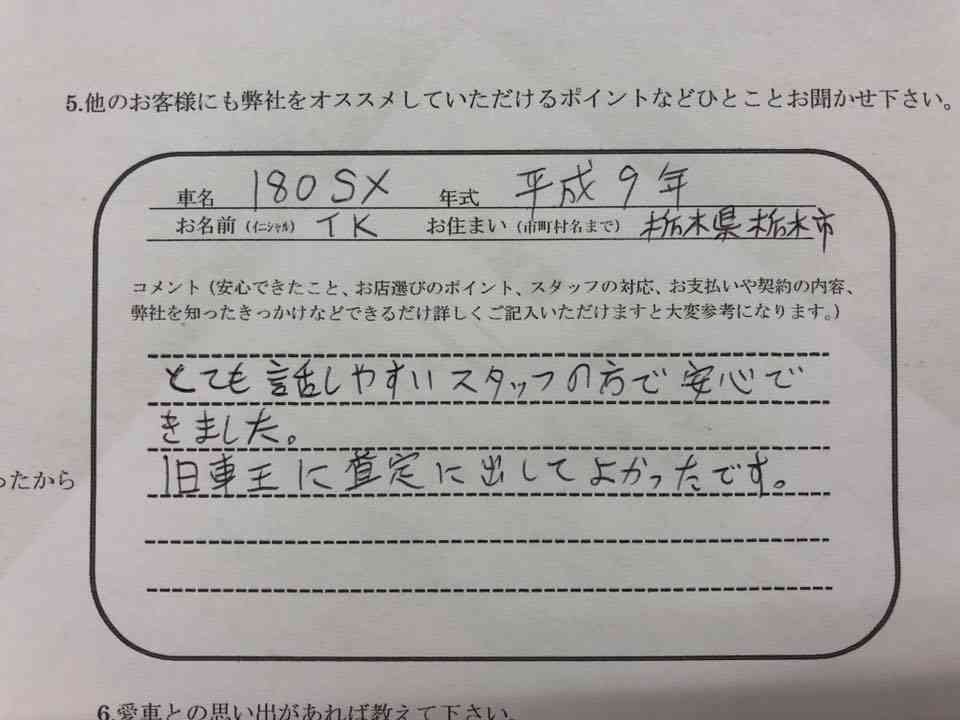 5.他のお客様にも弊社をオススメしていただけるポイントなどひとことお聞かせ下さい。
車名 180SX 年式 平成9年
お名前(イニシャル) TK お住まい(市町村名まで) 栃木県栃木市
コメント(安心できたこと、お店選びのポイント、スタッフの対応、お支払いや契約の内容、
弊社を知ったきっかけなどできるだけ詳しくご記入いただけますと大変参考になります。)
とても話しやすいスタッフの方で安心で
きました。
旧車王に査定に出してよかったです。
ったから
6.愛車との思い出があれば教えて下さい。